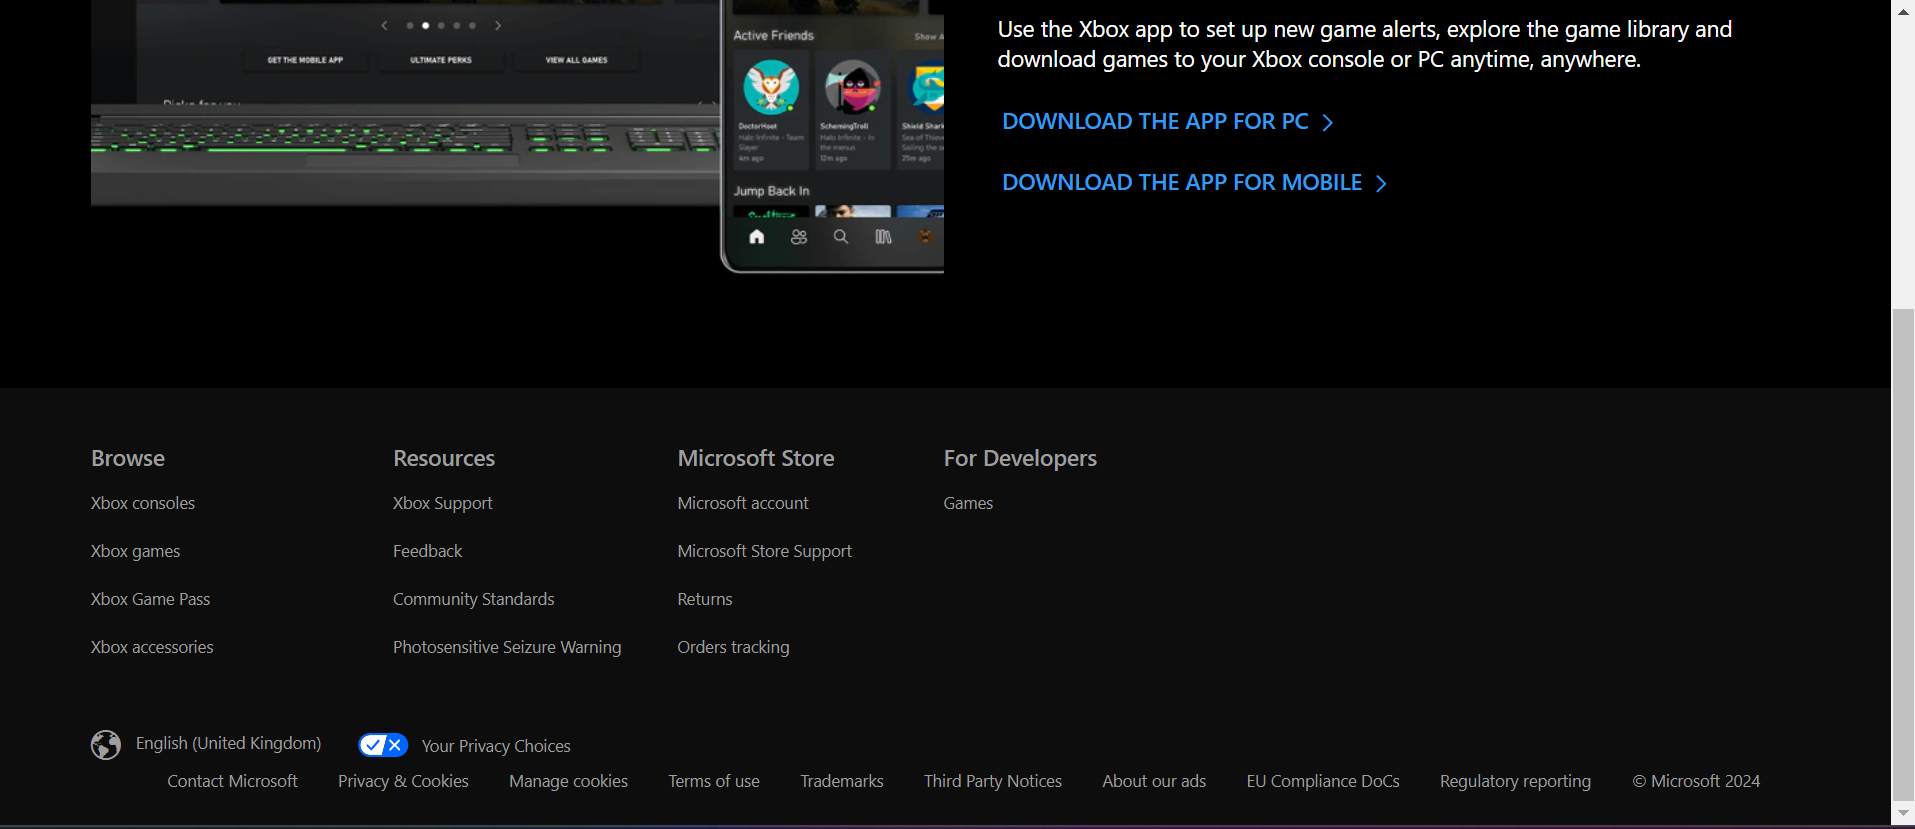 GET THE MOBILE APP
ULTIMATE PERKS
VIEW ALL GAMES
Active Friends
Show A
DoctorHoot
Halo Infinite - Team
Slayer
6m ago
SchemingTroll
Halo Infinite - In
the menus
12m ago
Shield Shark
Sea of Thiev
Sailing the s
25m ago
Jump Back In
Use the Xbox app to set up new game alerts, explore the game library and
download games to your Xbox console or PC anytime, anywhere.
DOWNLOAD THE APP FOR PC
DOWNLOAD THE APP FOR MOBILE
Browse
Xbox consoles
Xbox games
Xbox Game Pass
Xbox accessories
Resources
Xbox Support
Feedback
Community Standards
Photosensitive Seizure Warning
Microsoft Store
Microsoft account
Microsoft Store Support
Returns
Orders tracking
For Developers
Games
English (United Kingdom)
Your Privacy Choices
Contact Microsoft
Privacy & Cookies
Manage cookies
Terms of use
Trademarks
Third Party Notices
About our ads
EU Compliance DoCs
Regulatory reporting
© Microsoft 2024